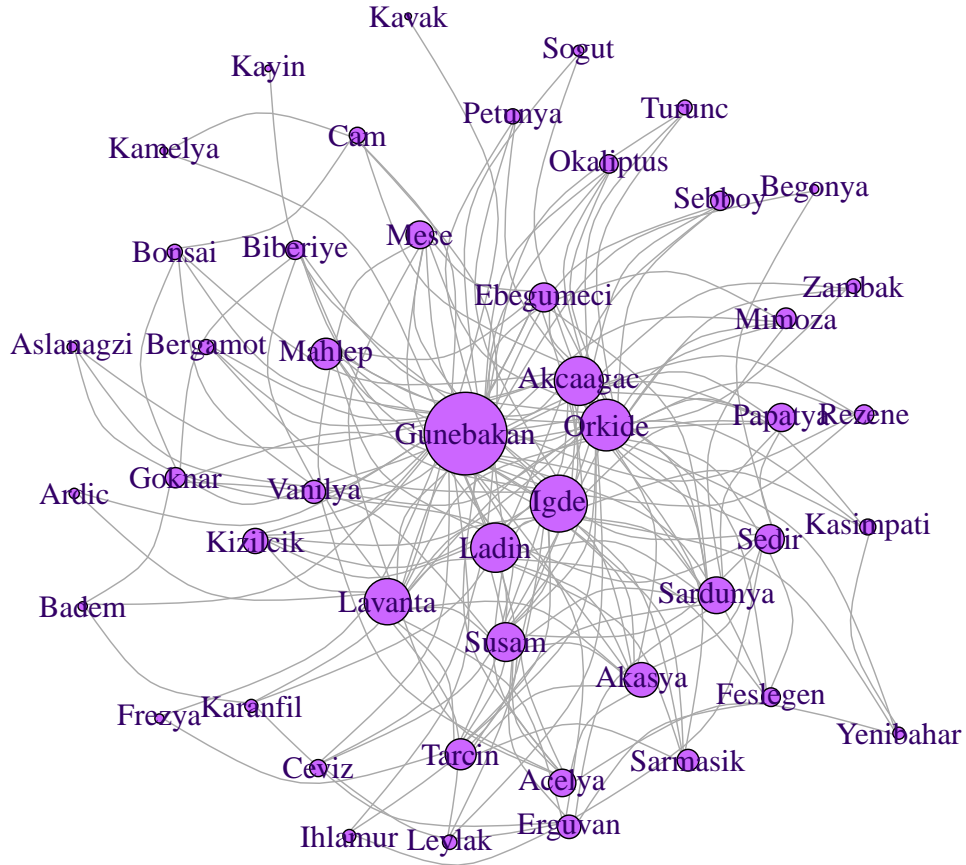 Kavak
Sogut
Kayin
Petunya
Turunc
Cam
Kamelya
Okaliptus
Begonya
Sebboy
Mese
Bonsai
Biberiye
Zambak
Ebegumeci
Mimoza
Aslanagzi
Bergamot
Mahlep
Akcaagac
Papatya
Rezene
Gunebakan
Orkide
Goknar
Ardic
Vanilya
Igde
Kasimpati
Kizilcik
Sedir
Ladin
Badem
Lavanta
Sardunya
Susam
Akasya
Feslegen
Frezya
Karanfil
Yenibahar
Ceviz
Tarcin
Sarmasik
Acelya
Ihlamur
Leylak
Erguvan